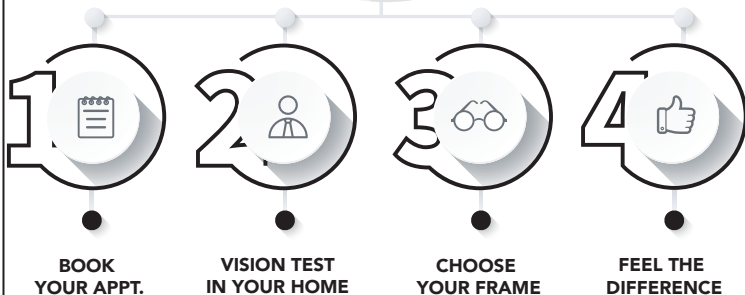 1
2
3
4
BOOK
YOUR APPT.
VISION TEST
IN YOUR HOME
CHOOSE
YOUR FRAME
FEEL THE
DIFFERENCE